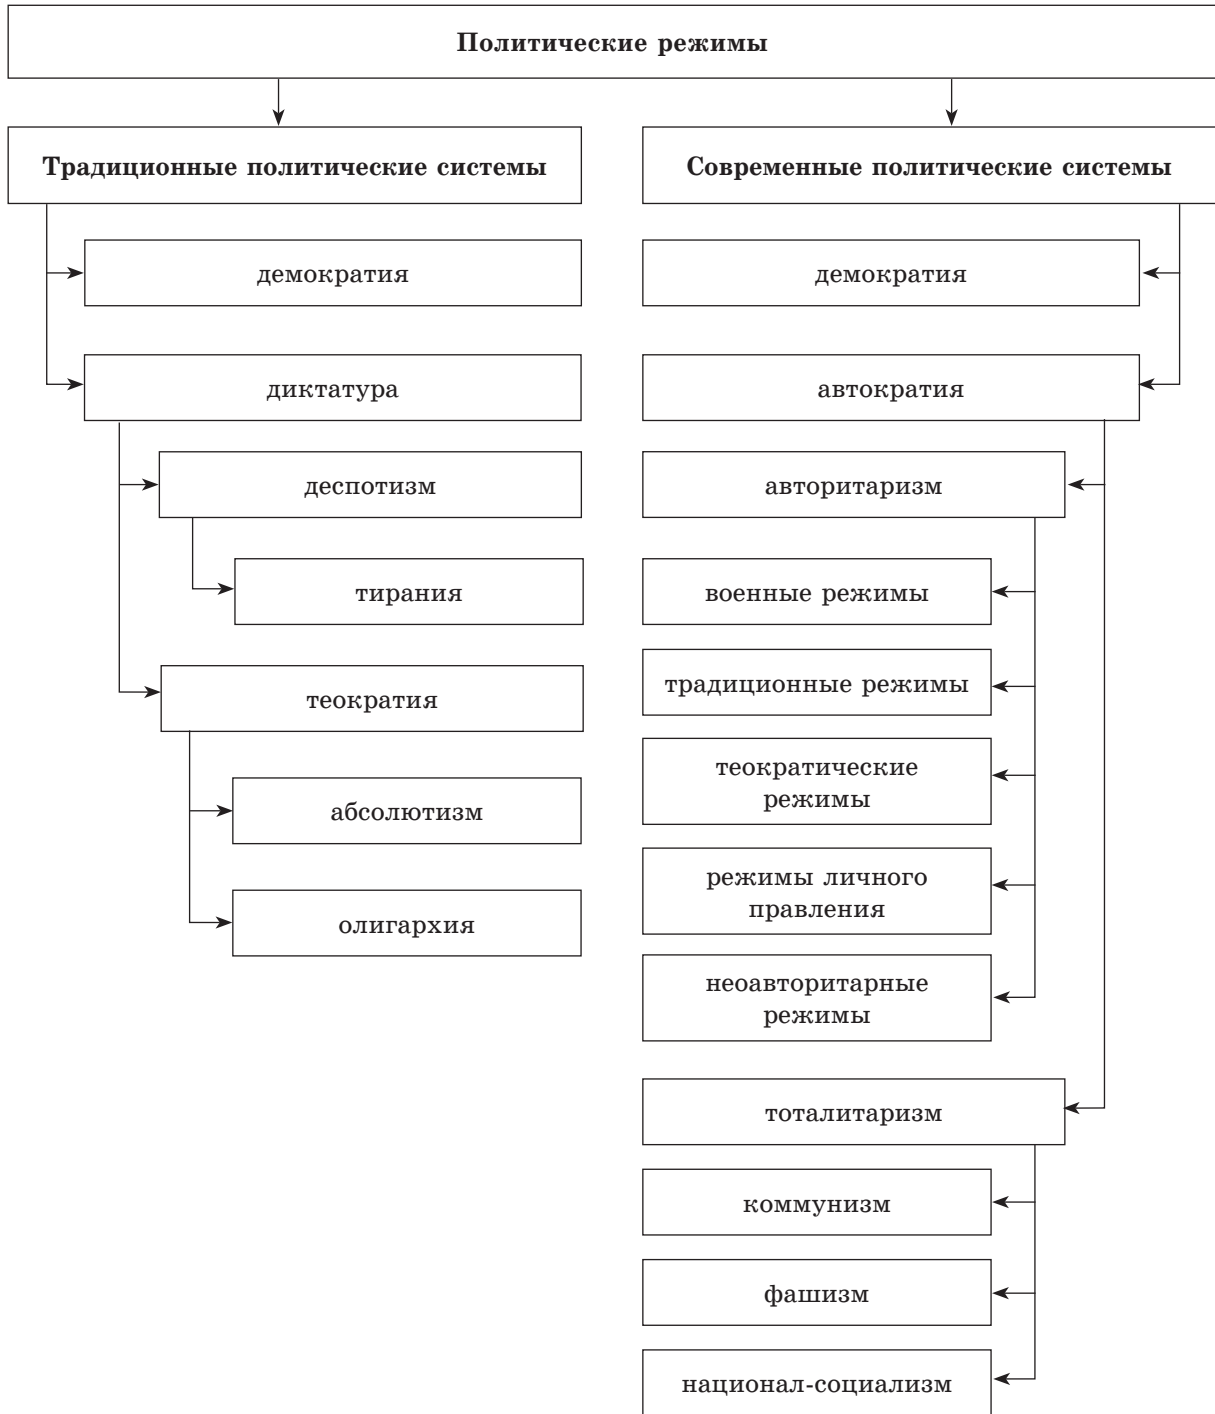 Политические режимы
Традиционные политические системы
демократия
диктатура
деспотизм
тирания
теократия
абсолютизм
олигархия
Современные политические системы
демократия
автократия
авторитаризм
военные режимы
традиционные режимы
теократические
режимы
режимы личного
правления
неоавторитарные
режимы
тоталитаризм
коммунизм
фашизм
национал-социализм